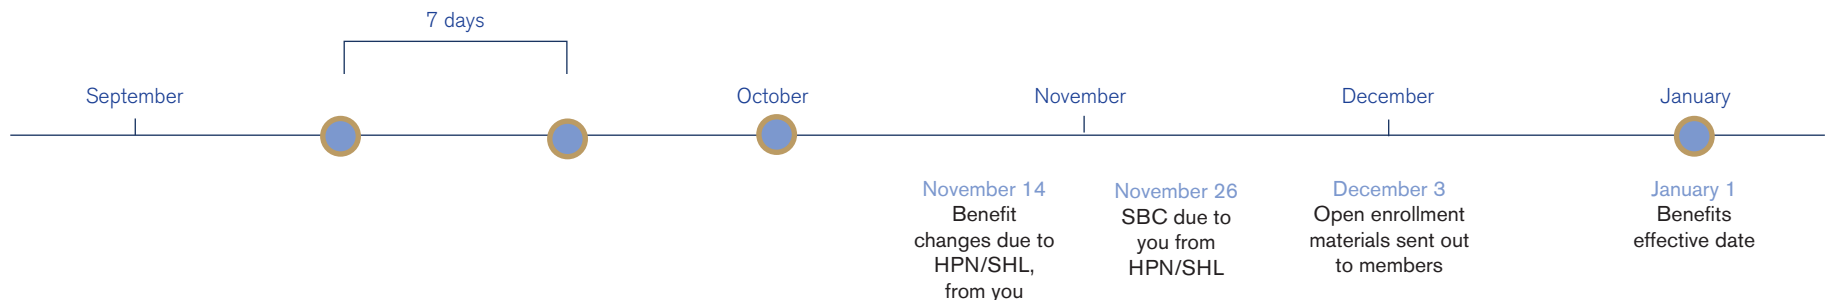 7 days
September
October
November
December
January
November 14
Benefit
changes due to
HPN/SHL,
from you
November 26
SBC due to
you from
HPN/SHL
December 3
Open enrollment
materials sent out
to members
January 1
Benefits
effective date